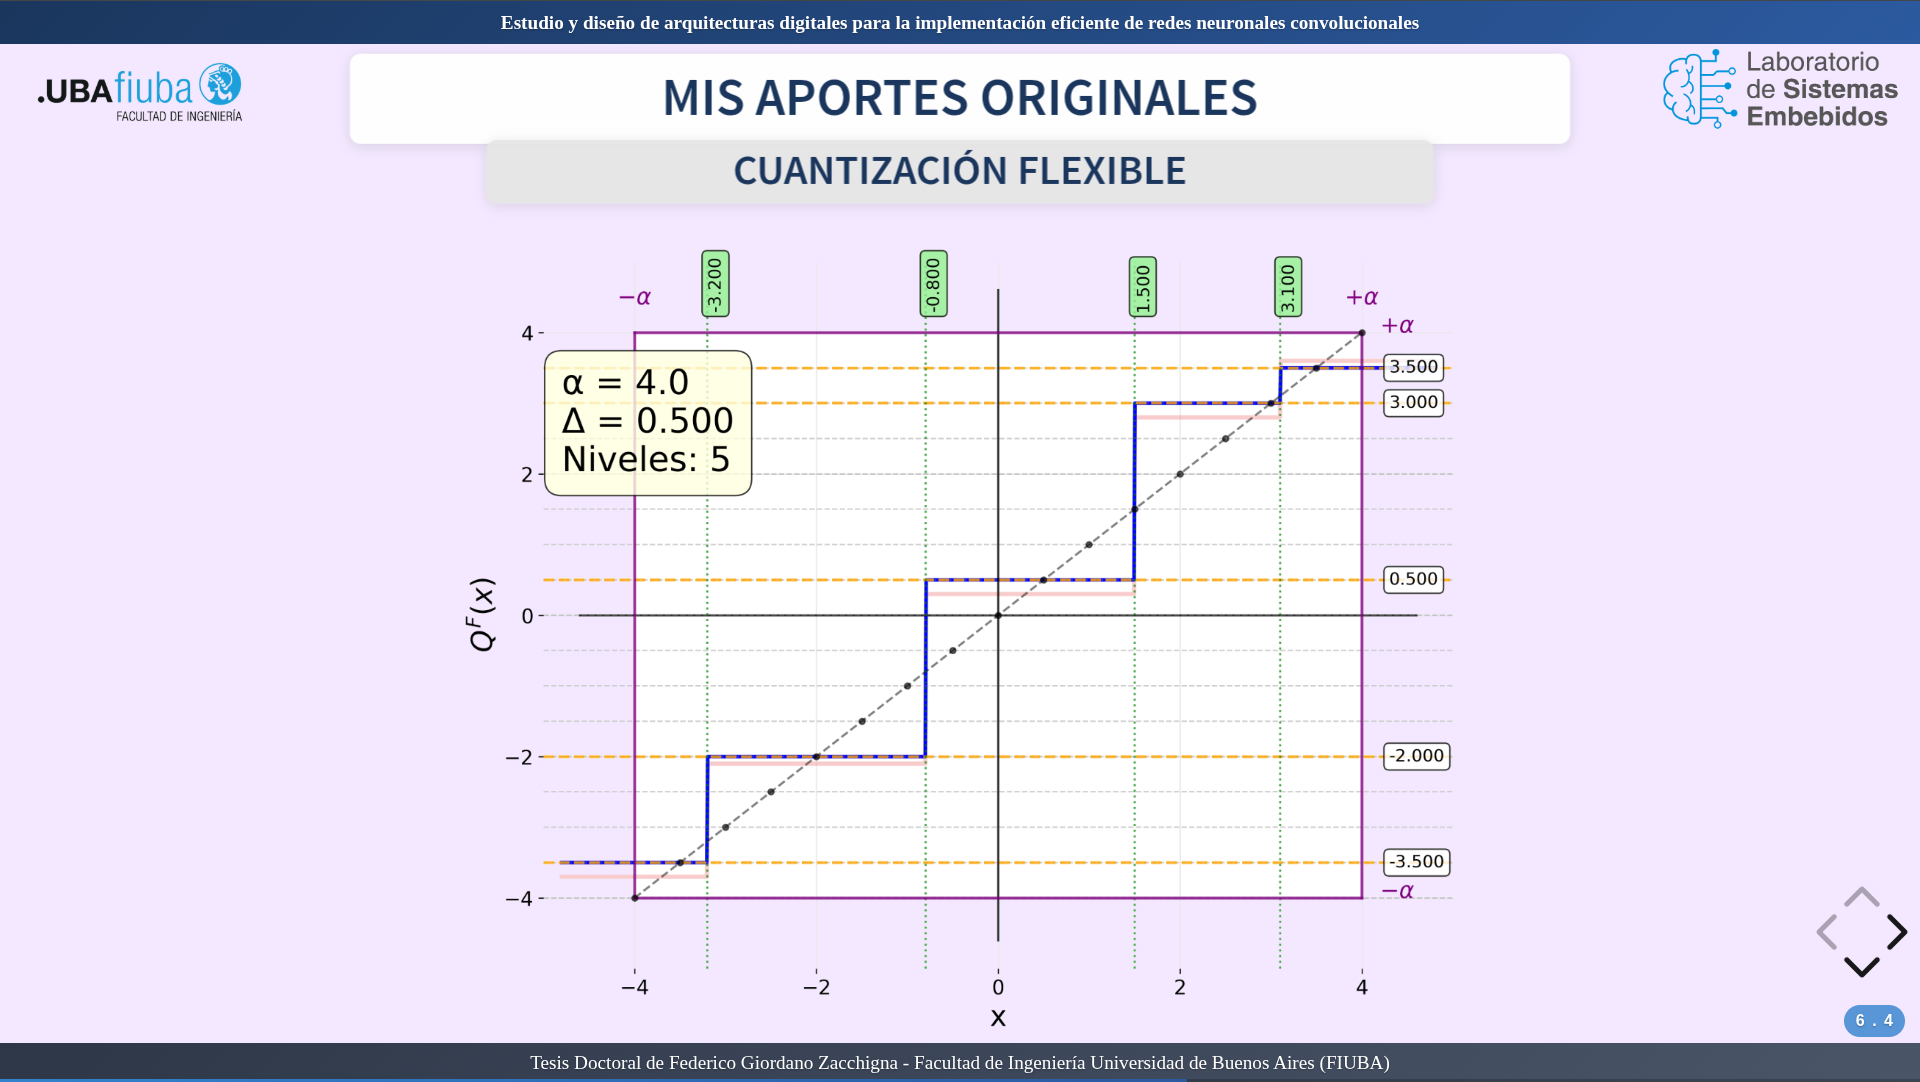 Estudio y diseño de arquitecturas digitales para la implementación eficiente de redes neuronales convolucionales
.UBAfiuba
FACULTAD DE INGENIERÍA
Laboratorio
de Sistemas
Embebidos
MIS APORTES ORIGINALES
CUANTIZACIÓN FLEXIBLE
-3.200
-0.800
1.500
3.100
−α
+α
+α
4
3.500
α = 4.0
3.000
Δ = 0.500
Niveles: 5
2
0.500
0
Q^F(x)
−2
-2.000
-3.500
−α
−4
−4
−2
0
2
4
x
6.4
Tesis Doctoral de Federico Giordano Zacchigna - Facultad de Ingeniería Universidad de Buenos Aires (FIUBA)